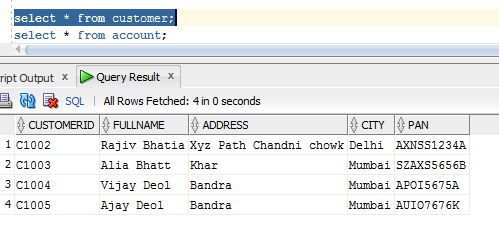 select * from customer;
select * from account;
ript Output x Query Result x
SQL | All Rows Fetched: 4 in 0 seconds
CUSTOMERID FULLNAME ADDRESS CITY PAN
1 C1002 Rajiv Bhatia Xyz Path Chandni chowk Delhi AXNSS1234A
2 C1003 Alia Bhatt Khar Mumbai SZAXS5656B
3 C1004 Vijay Deol Bandra Mumbai APOI5675A
4 C1005 Ajay Deol Bandra Mumbai AUIO7676K